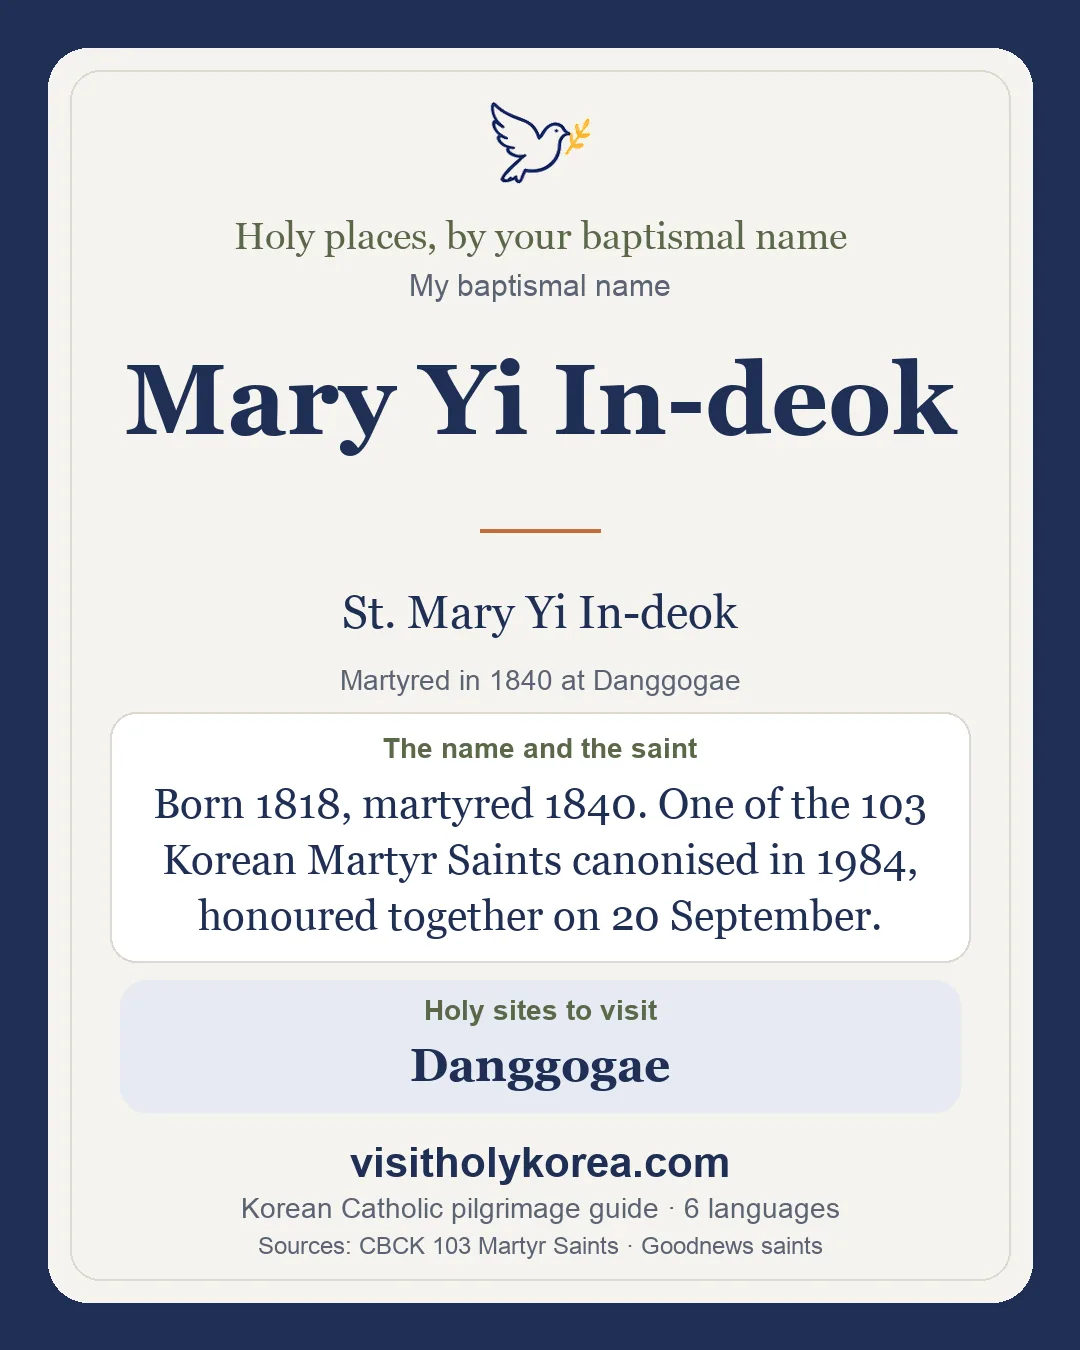 Holy places, by your baptismal name
My baptismal name
Mary Yi In-deok
St. Mary Yi In-deok
Martyred in 1840 at Danggogae
The name and the saint
Born 1818, martyred 1840. One of the 103
Korean Martyr Saints canonised in 1984,
honoured together on 20 September.
Holy sites to visit
Danggogae
visitholykorea.com
Korean Catholic pilgrimage guide · 6 languages
Sources: CBCK 103 Martyr Saints · Goodnews saints